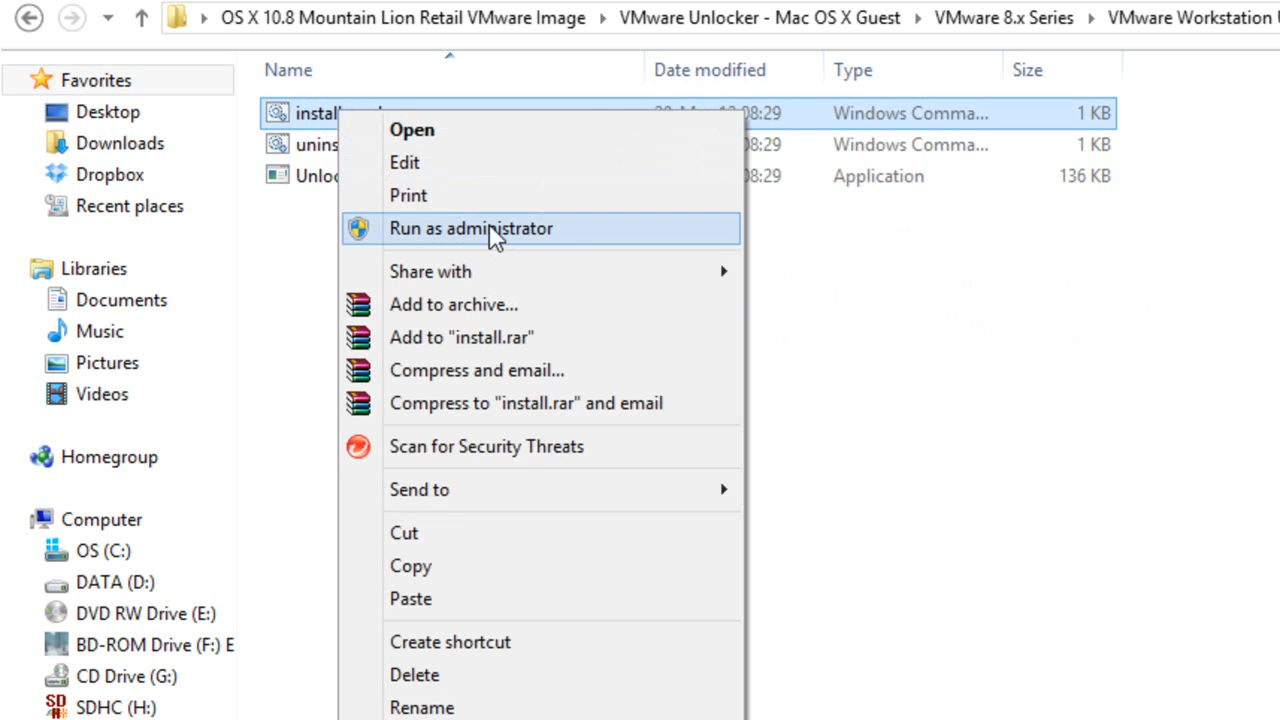 OS X 10.8 Mountain Lion Retail VMware Image
VMware Unlocker - Mac OS X Guest
VMware 8.x Series
VMware Workstation
Name
Date modified
Type
Size
Favorites
Desktop
Downloads
Dropbox
Recent places
Libraries
Documents
Music
Pictures
Videos
Homegroup
Computer
OS (C:)
DATA (D:)
DVD RW Drive (E:)
BD-ROM Drive (F:) E
CD Drive (G:)
SDHC (H:)
install
:29
Windows Comma...
1 KB
unins
08:29
Windows Comma...
1 KB
Unloc
08:29
Application
136 KB
Open
Edit
Print
Run as administrator
Share with
Add to archive...
Add to "install.rar"
Compress and email...
Compress to "install.rar" and email
Scan for Security Threats
Send to
Cut
Copy
Paste
Create shortcut
Delete
Rename